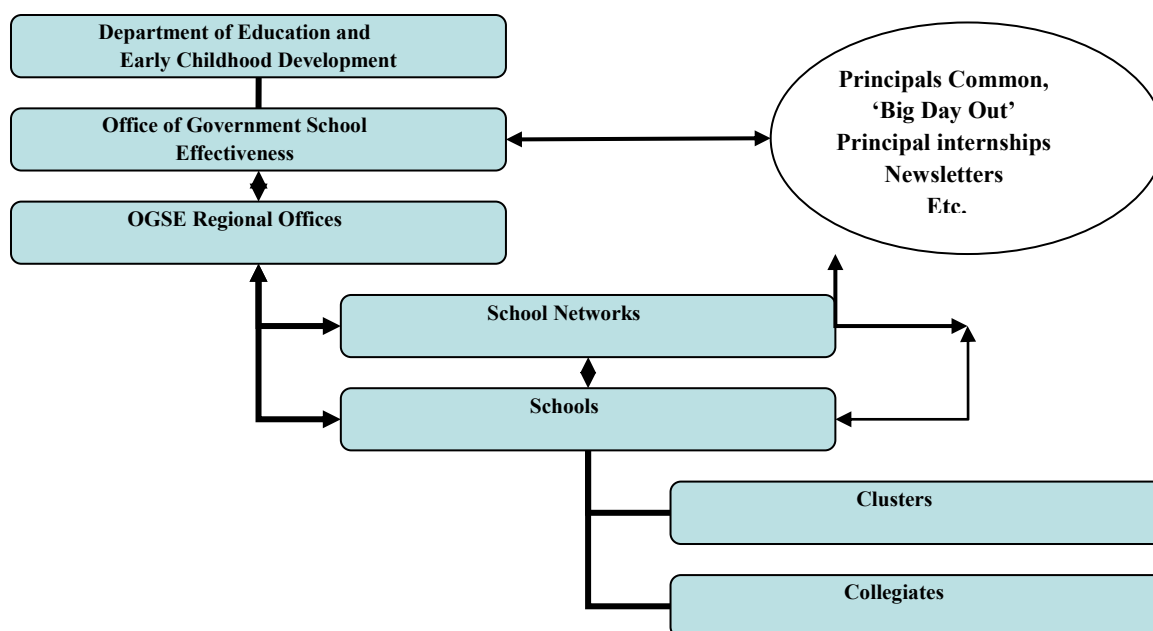 Department of Education and
Early Childhood Development
Office of Government School
Effectiveness
OGSE Regional Offices
Principals Common,
‘Big Day Out’
Principal internships
Newsletters
Etc.
School Networks
Schools
Clusters
Collegiates